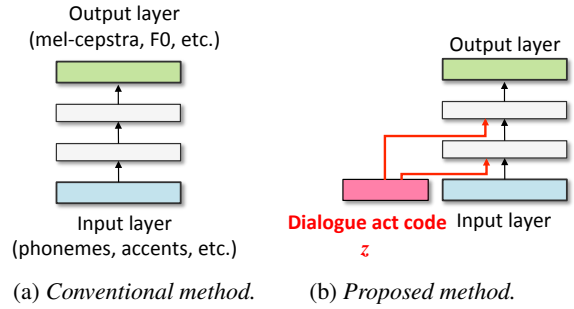 Output layer
(mel-cepstra, F0, etc.)
Input layer
(phonemes, accents, etc.)
(a) Conventional method.
Output layer
Dialogue act code
z
Input layer
(b) Proposed method.